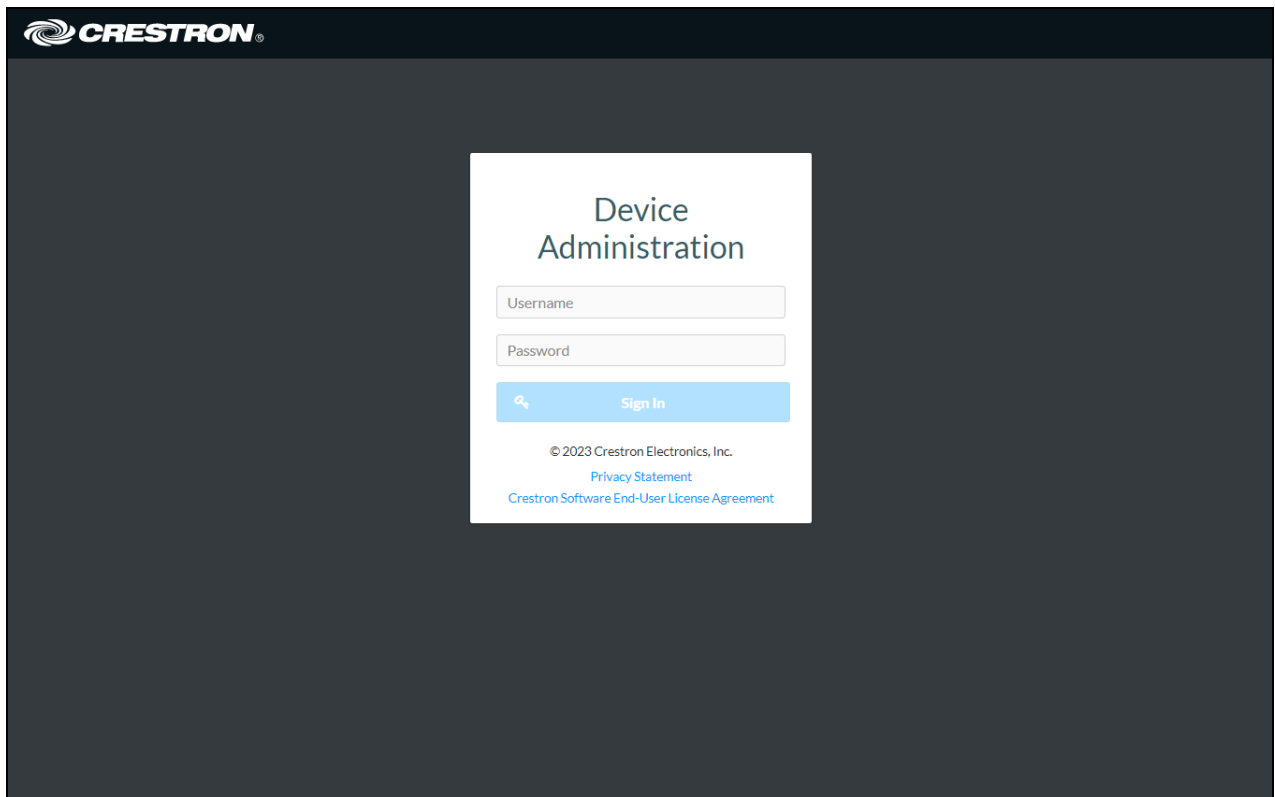 CRESTRON®
Device
Administration
Username
Password
Sign In
© 2023 Crestron Electronics, Inc.
Privacy Statement
Crestron Software End-User License Agreement